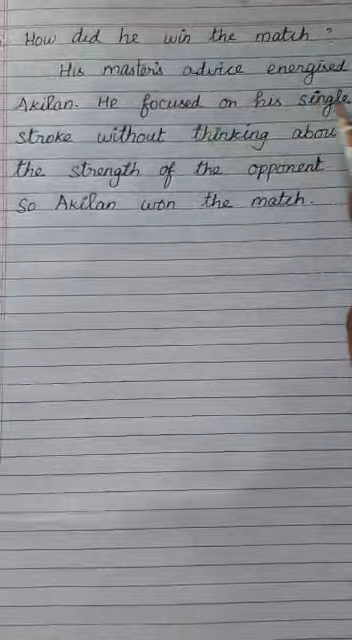 How did he win the match?
His master's advice energised
Akilan. He focused on his single
stroke without thinking abou
the strength of the opponent
So Akilan won the match.